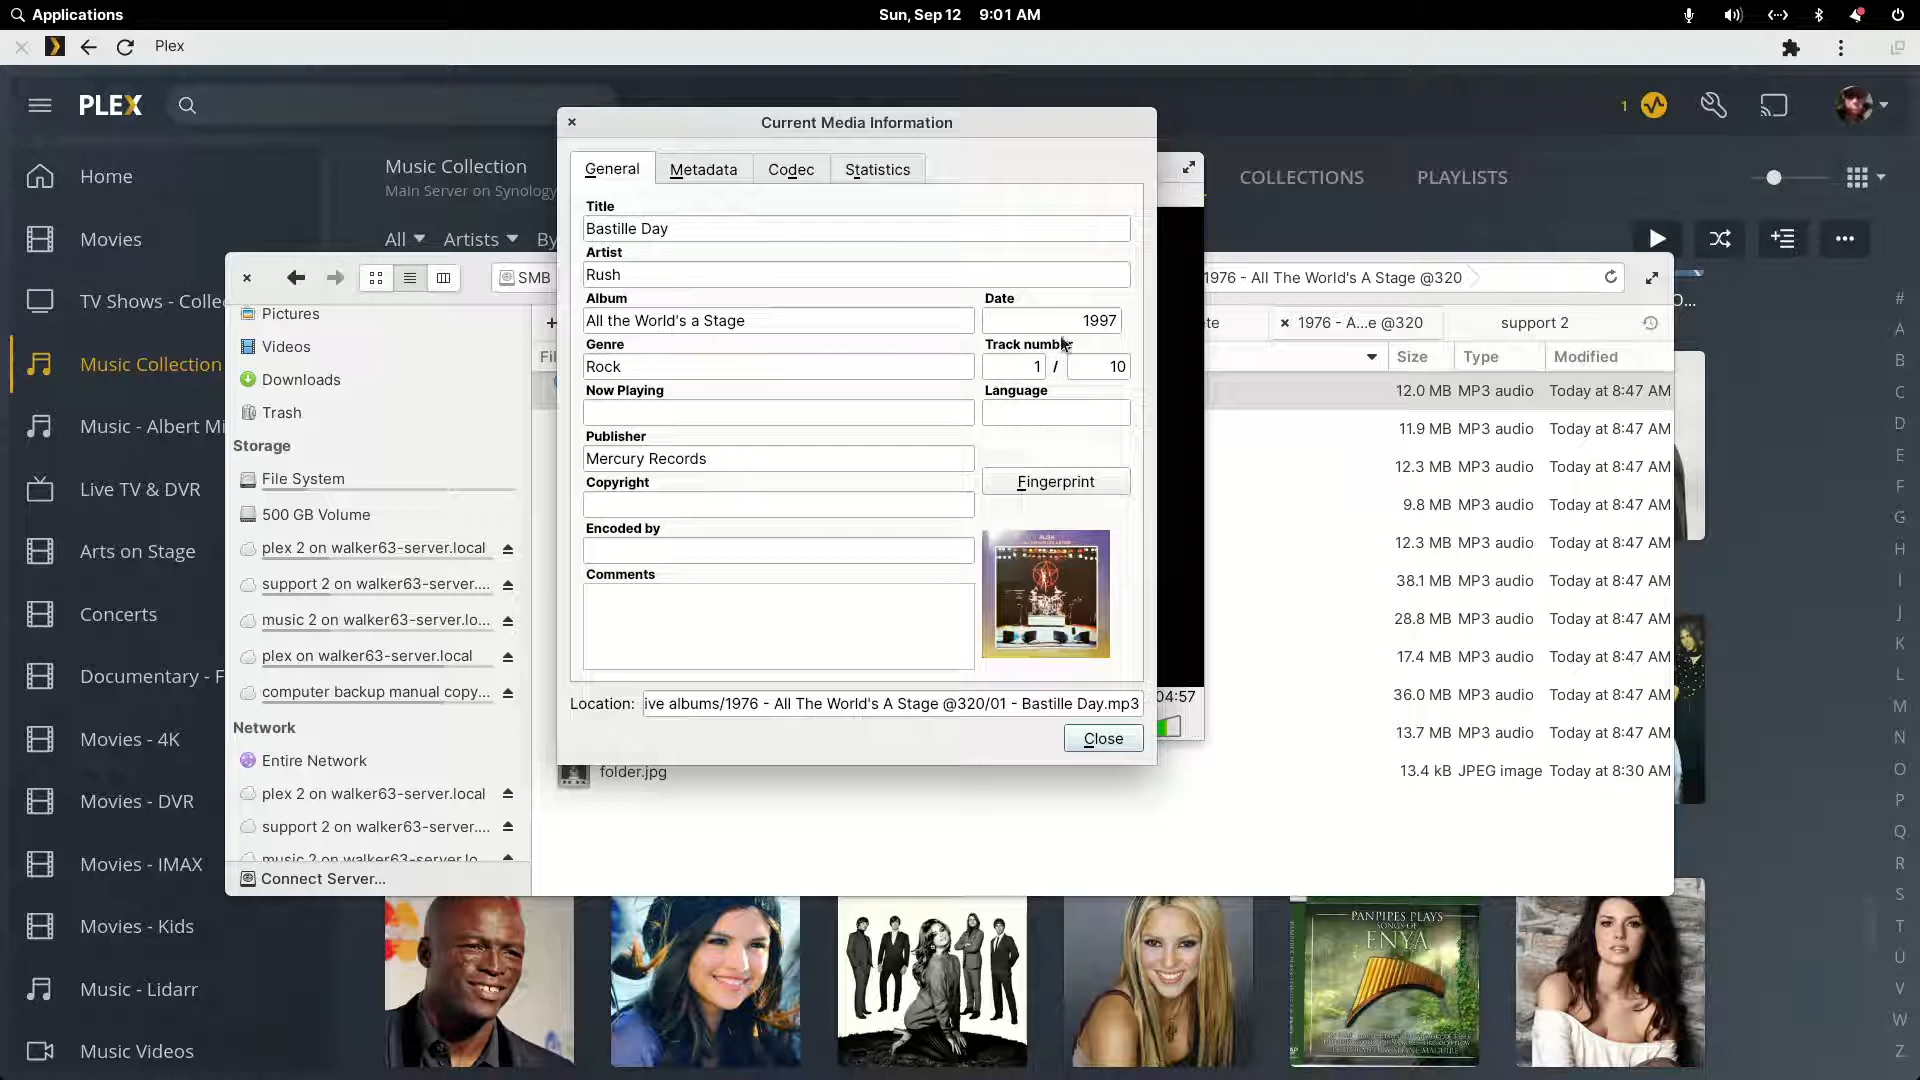 Applications
Sun, Sep 12 9:01 AM
Plex
PLEX
1
Home
Movies
TV Shows - Colle
Music Collection
Music - Albert Mi
Live TV & DVR
Arts on Stage
Concerts
Documentary - F
Movies - 4K
Movies - DVR
Movies - IMAX
Movies - Kids
Music - Lidarr
Music Videos
Music Collection
Main Server on Synology
COLLECTIONS
PLAYLISTS
All
Artists
By
SMB
1976 - All The World's A Stage @320
te
1976 - A...e @320
support 2
Size
Type
Modified
Pictures
Videos
Downloads
Trash
Storage
File System
500 GB Volume
plex 2 on walker63-server.local
support 2 on walker63-server....
music 2 on walker63-server.lo...
plex on walker63-server.local
computer backup manual copy...
Network
Entire Network
plex 2 on walker63-server.local
support 2 on walker63-server....
music 2 on walker63-server.lo
Connect Server...
12.0 MB MP3 audio Today at 8:47 AM
11.9 MB MP3 audio Today at 8:47 AM
12.3 MB MP3 audio Today at 8:47 AM
9.8 MB MP3 audio Today at 8:47 AM
12.3 MB MP3 audio Today at 8:47 AM
38.1 MB MP3 audio Today at 8:47 AM
28.8 MB MP3 audio Today at 8:47 AM
17.4 MB MP3 audio Today at 8:47 AM
36.0 MB MP3 audio Today at 8:47 AM
13.7 MB MP3 audio Today at 8:47 AM
folder.jpg 13.4 kB JPEG image Today at 8:30 AM
Current Media Information
General
Metadata
Codec
Statistics
Title
Bastille Day
Artist
Rush
Album
All the World's a Stage
Date
1997
Genre
Rock
Track number
1 / 10
Now Playing
Language
Publisher
Mercury Records
Fingerprint
Copyright
Encoded by
Comments
Location: ive albums/1976 - All The World's A Stage @320/01 - Bastille Day.mp3
Close
04:57
PANPIPES PLAYS
SONGS OF
ENYA
#
A
B
C
D
E
F
G
H
I
J
K
L
M
N
O
P
Q
R
S
T
U
V
W
Y
Z